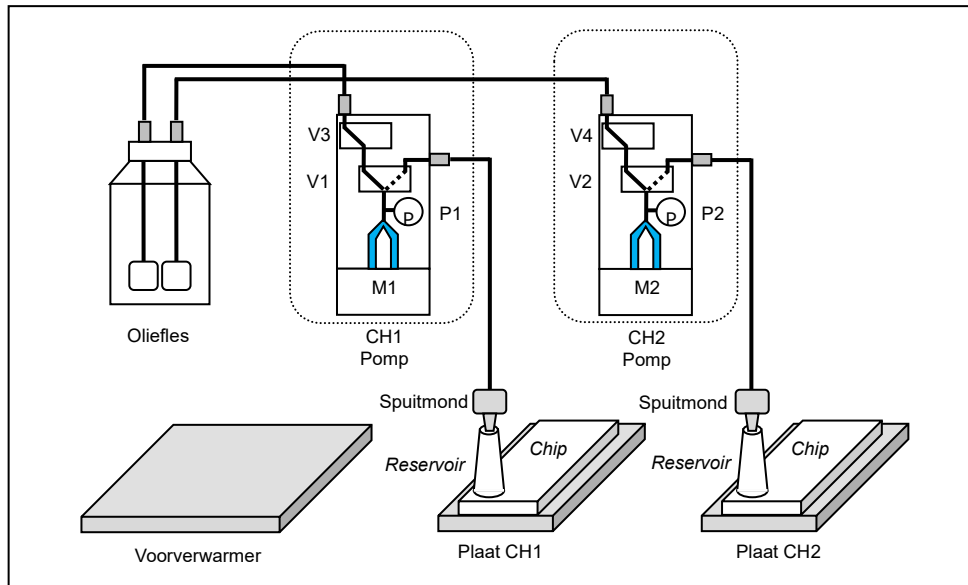 V3
V4
V1
V2
P
P1
P
P2
M1
M2
Oliefles
CH1
Pomp
CH2
Pomp
Spuitmond
Spuitmond
Chip
Chip
Reservoir
Reservoir
Voorverwarmer
Plaat CH1
Plaat CH2